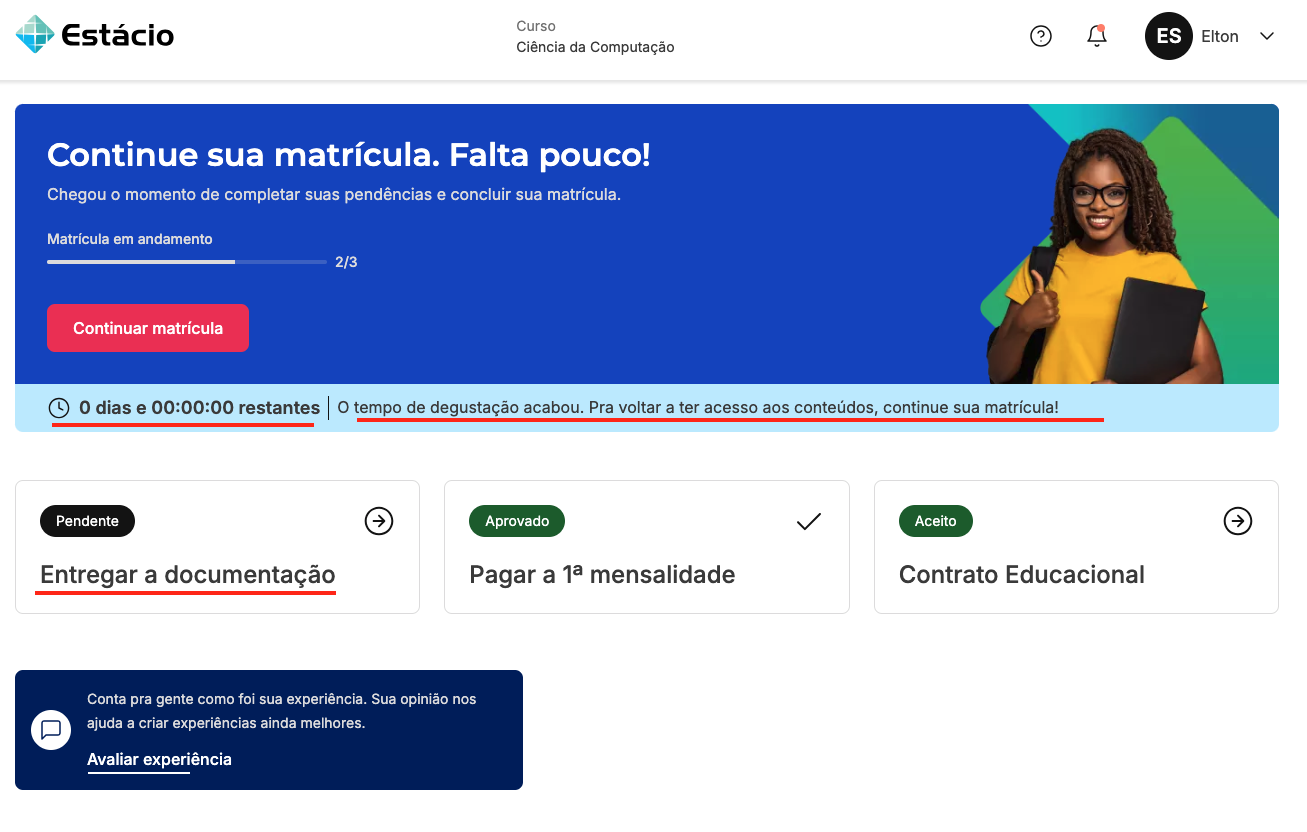 Estácio
Curso
Ciência da Computação
ES
Elton
Continue sua matrícula. Falta pouco!
Chegou o momento de completar suas pendências e concluir sua matrícula.
Matrícula em andamento
2/3
Continuar matrícula
0 dias e 00:00:00 restantes
O tempo de degustação acabou. Pra voltar a ter acesso aos conteúdos, continue sua matrícula!
Pendente
Entregar a documentação
Aprovado
Pagar a 1ª mensalidade
Aceito
Contrato Educacional
Conta pra gente como foi sua experiência. Sua opinião nos
ajuda a criar experiências ainda melhores.
Avaliar experiência